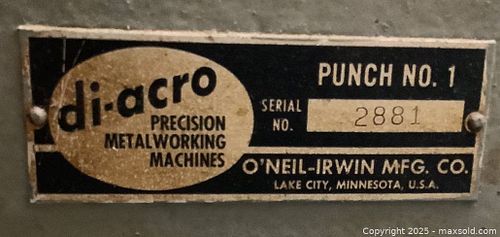 di-acro
PRECISION
METALWORKING
MACHINES
PUNCH NO. 1
SERIAL
NO.
2881
O'NEIL-IRWIN MFG. CO.
LAKE CITY, MINNESOTA, U.S.A.
Copyright © 2025 - maxsold.com